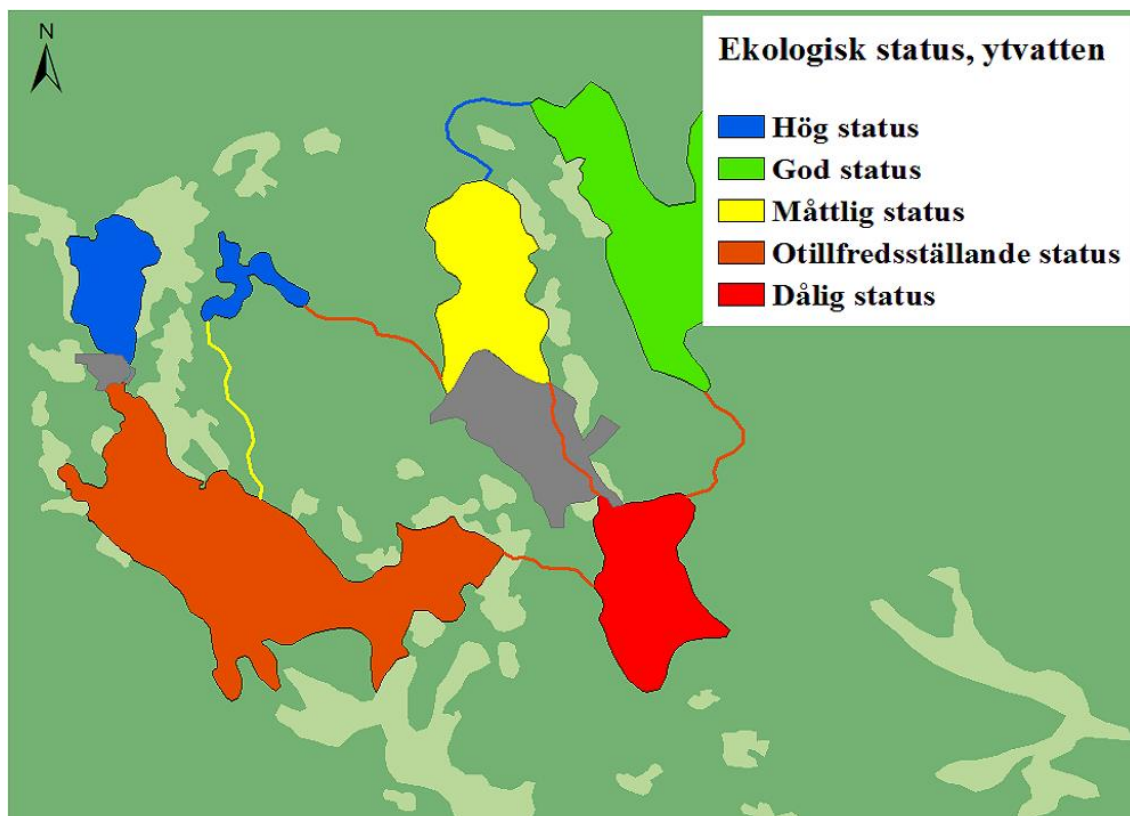 N
Ekologisk status, ytvatten
Hög status
God status
Måttlig status
Otillfredsställande status
Dålig status